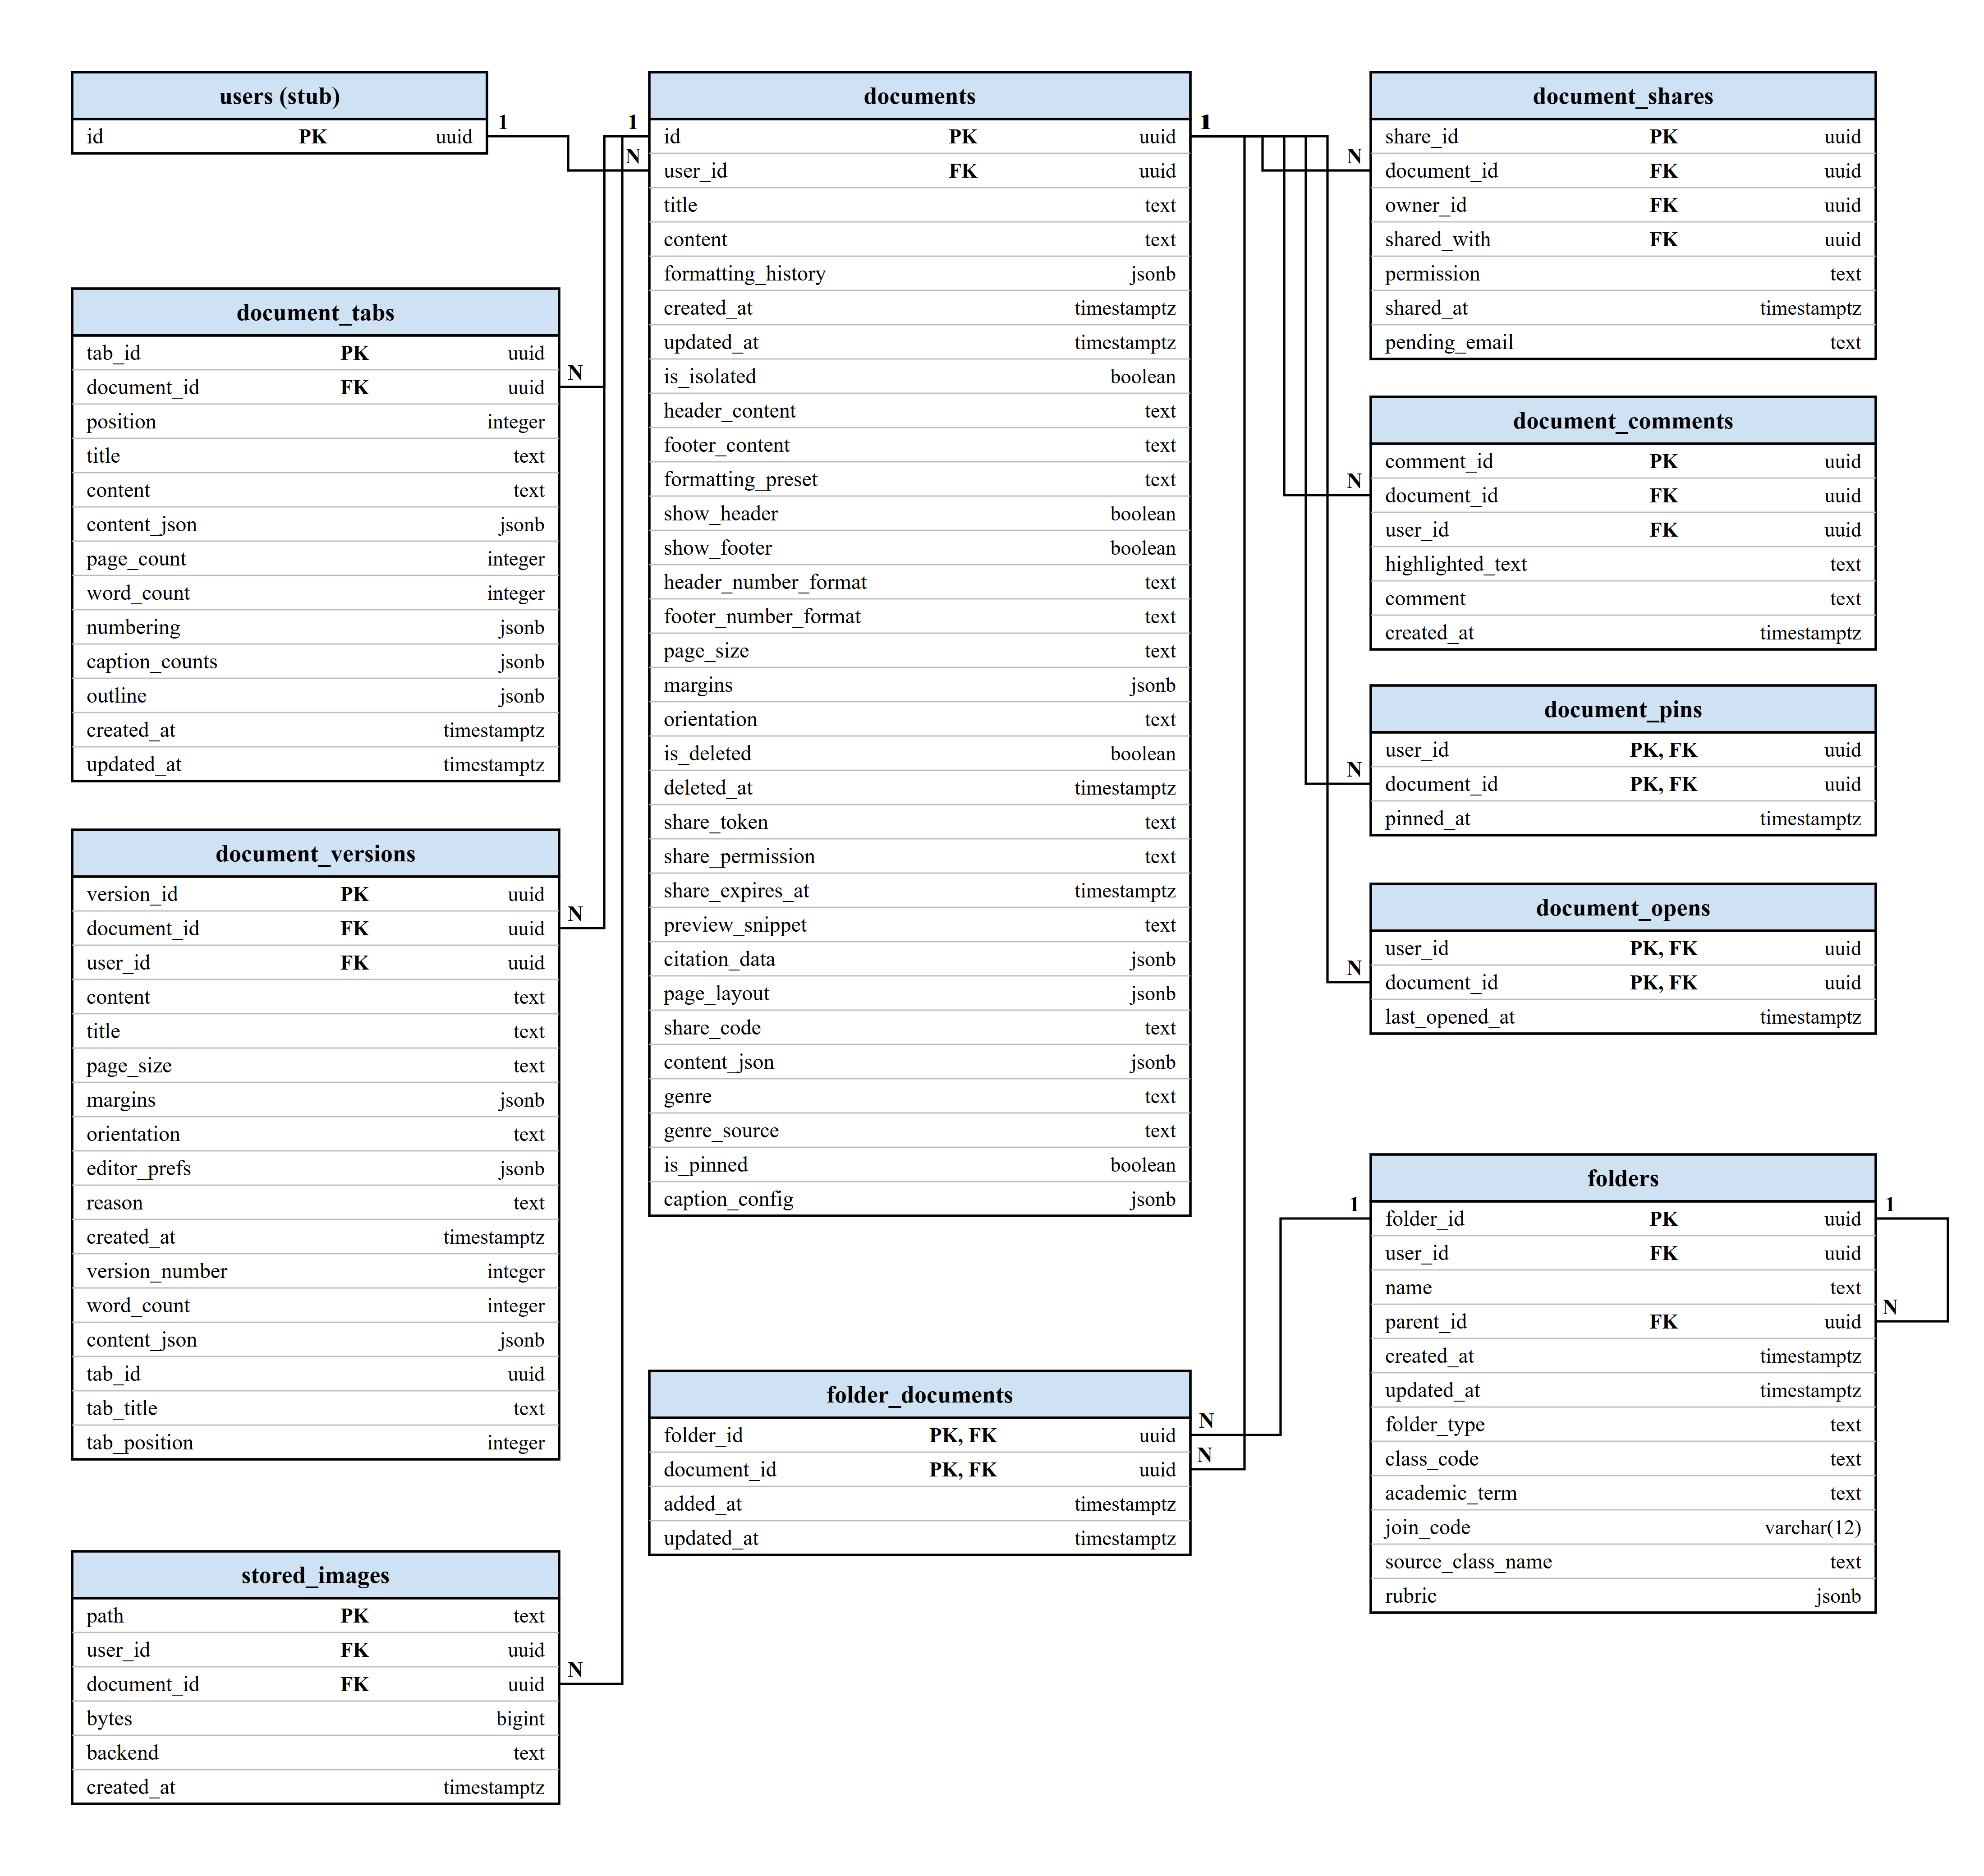 users (stub)
id PK uuid
1
documents
1 id PK uuid 1
N user_id FK uuid
title text
content text
formatting_history jsonb
created_at timestamptz
updated_at timestamptz
is_isolated boolean
header_content text
footer_content text
formatting_preset text
show_header boolean
show_footer boolean
header_number_format text
footer_number_format text
page_size text
margins jsonb
orientation text
is_deleted boolean
deleted_at timestamptz
share_token text
share_permission text
share_expires_at timestamptz
preview_snippet text
citation_data jsonb
page_layout jsonb
share_code text
content_json jsonb
genre text
genre_source text
is_pinned boolean
caption_config jsonb
document_shares
share_id PK uuid
N document_id FK uuid
owner_id FK uuid
shared_with FK uuid
permission text
shared_at timestamptz
pending_email text
document_tabs
tab_id PK uuid
document_id FK uuid N
position integer
title text
content text
content_json jsonb
page_count integer
word_count integer
numbering jsonb
caption_counts jsonb
outline jsonb
created_at timestamptz
updated_at timestamptz
document_comments
comment_id PK uuid
N document_id FK uuid
user_id FK uuid
highlighted_text text
comment text
created_at timestamptz
document_pins
user_id PK, FK uuid
N document_id PK, FK uuid
pinned_at timestamptz
document_versions
version_id PK uuid
document_id FK uuid N
user_id FK uuid
content text
title text
page_size text
margins jsonb
orientation text
editor_prefs jsonb
reason text
created_at timestamptz
version_number integer
word_count integer
content_json jsonb
tab_id uuid
tab_title text
tab_position integer
document_opens
user_id PK, FK uuid
N document_id PK, FK uuid
last_opened_at timestamptz
folders
1 folder_id PK uuid 1
user_id FK uuid
name text
parent_id FK uuid N
created_at timestamptz
updated_at timestamptz
folder_type text
class_code text
academic_term text
join_code varchar(12)
source_class_name text
rubric jsonb
folder_documents
folder_id PK, FK uuid N
document_id PK, FK uuid N
added_at timestamptz
updated_at timestamptz
stored_images
path PK text
user_id FK uuid
document_id FK uuid N
bytes bigint
backend text
created_at timestamptz